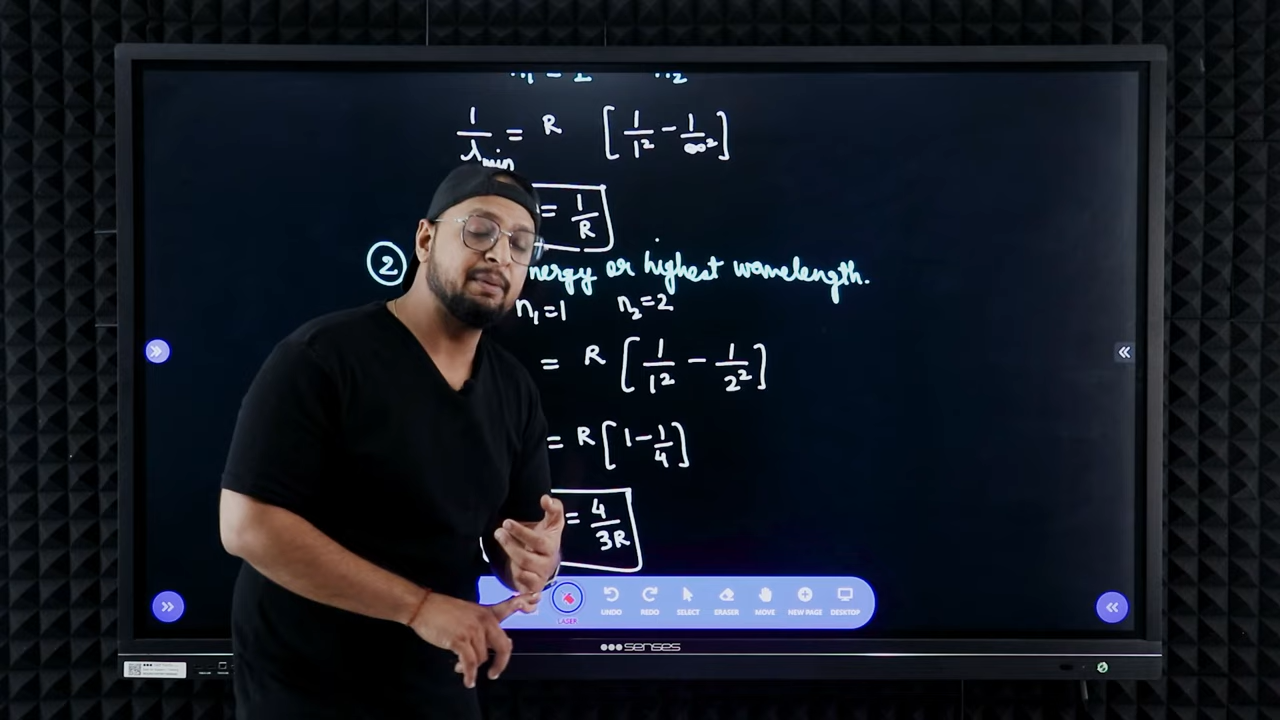 1/λmin = R [1/1² - 1/∞²]
= 1/R
② nergy or highest wavelength.
n₁=1 n₂=2
= R [1/1² - 1/2²]
= R [1 - 1/4]
= 4/3R
LASER UNDO REDO SELECT ERASER MOVE NEW PAGE DESKTOP
senses